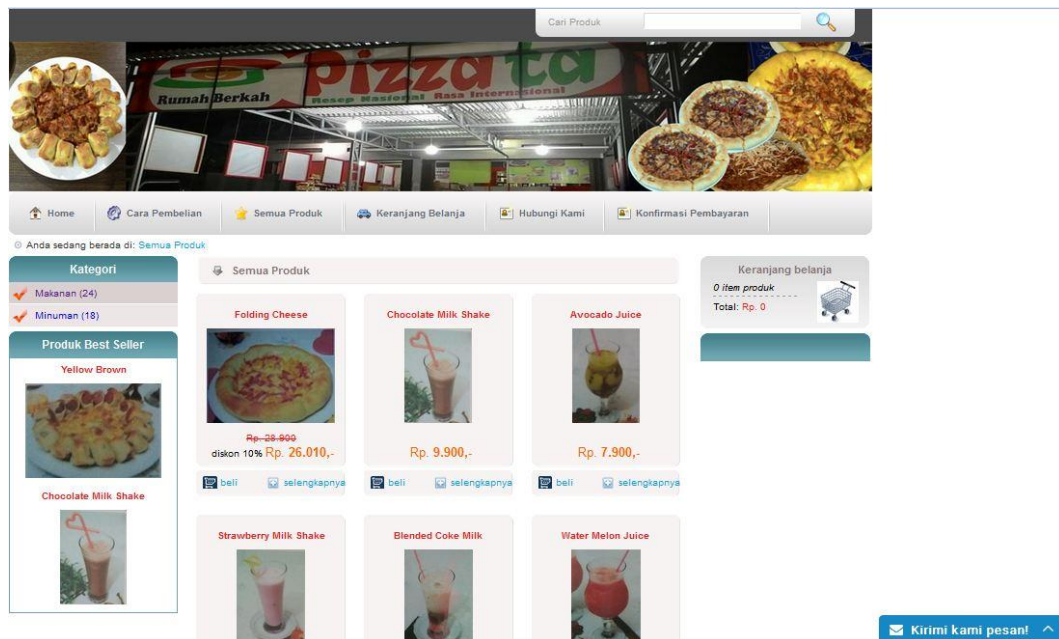 Cari Produk
Rumah Berkah
Pizza ta
Resep Nasional Rasa Internasional
Home
Cara Pembelian
Semua Produk
Keranjang Belanja
Hubungi Kami
Konfirmasi Pembayaran
Anda sedang berada di: Semua Produk
Kategori
Makanan (24)
Minuman (18)
Produk Best Seller
Yellow Brown
Chocolate Milk Shake
Semua Produk
Folding Cheese
Rp. 28.900
diskon 10% Rp. 26.010,-
beli
selengkapnya
Chocolate Milk Shake
Rp. 9.900,-
beli
selengkapnya
Avocado Juice
Rp. 7.900,-
beli
selengkapnya
Strawberry Milk Shake
Blended Coke Milk
Water Melon Juice
Keranjang belanja
0 item produk
Total: Rp. 0
Kirimi kami pesan!